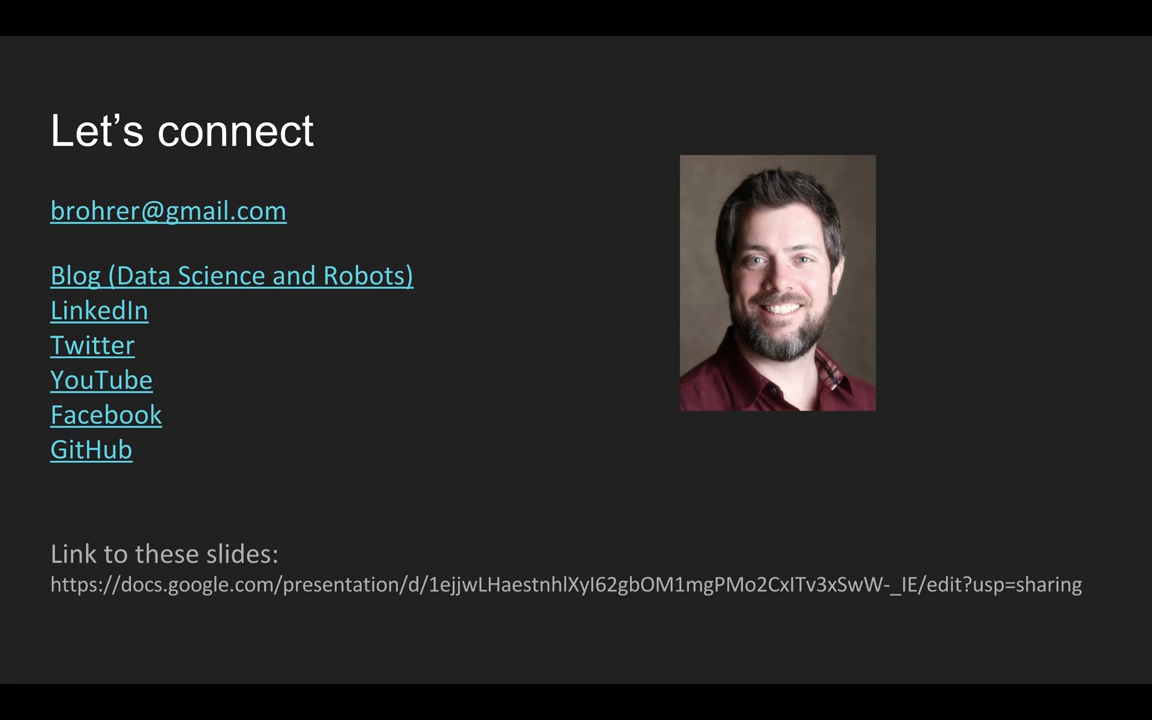 Let’s connect
brohrer@gmail.com
Blog (Data Science and Robots)
LinkedIn
Twitter
YouTube
Facebook
GitHub
Link to these slides:
https://docs.google.com/presentation/d/1ejjwLHaestnhlXyI62gbOM1mgPMo2CxITv3xSwW-_IE/edit?usp=sharing